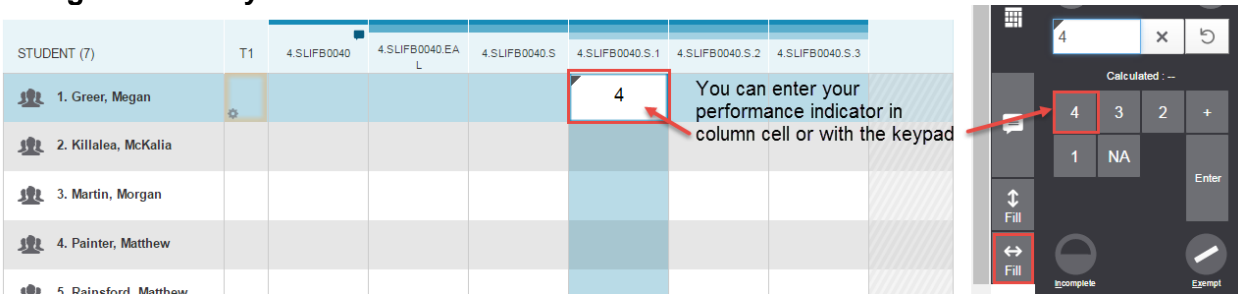 STUDENT (7) T1 4.SLIFB0040 4.SLIFB0040.EA 4.SLIFB0040.S 4.SLIFB0040.S.1 4.SLIFB0040.S.2 4.SLIFB0040.S.3
L
1. Greer, Megan
4
You can enter your
performance indicator in
column cell or with the keypad
2. Killalea, McKalia
3. Martin, Morgan
4. Painter, Matthew
5. Rainsford, Matthew
4
Calculated : --
4 3 2 +
1 NA
Enter
Fill
Fill
Incomplete
Exempt